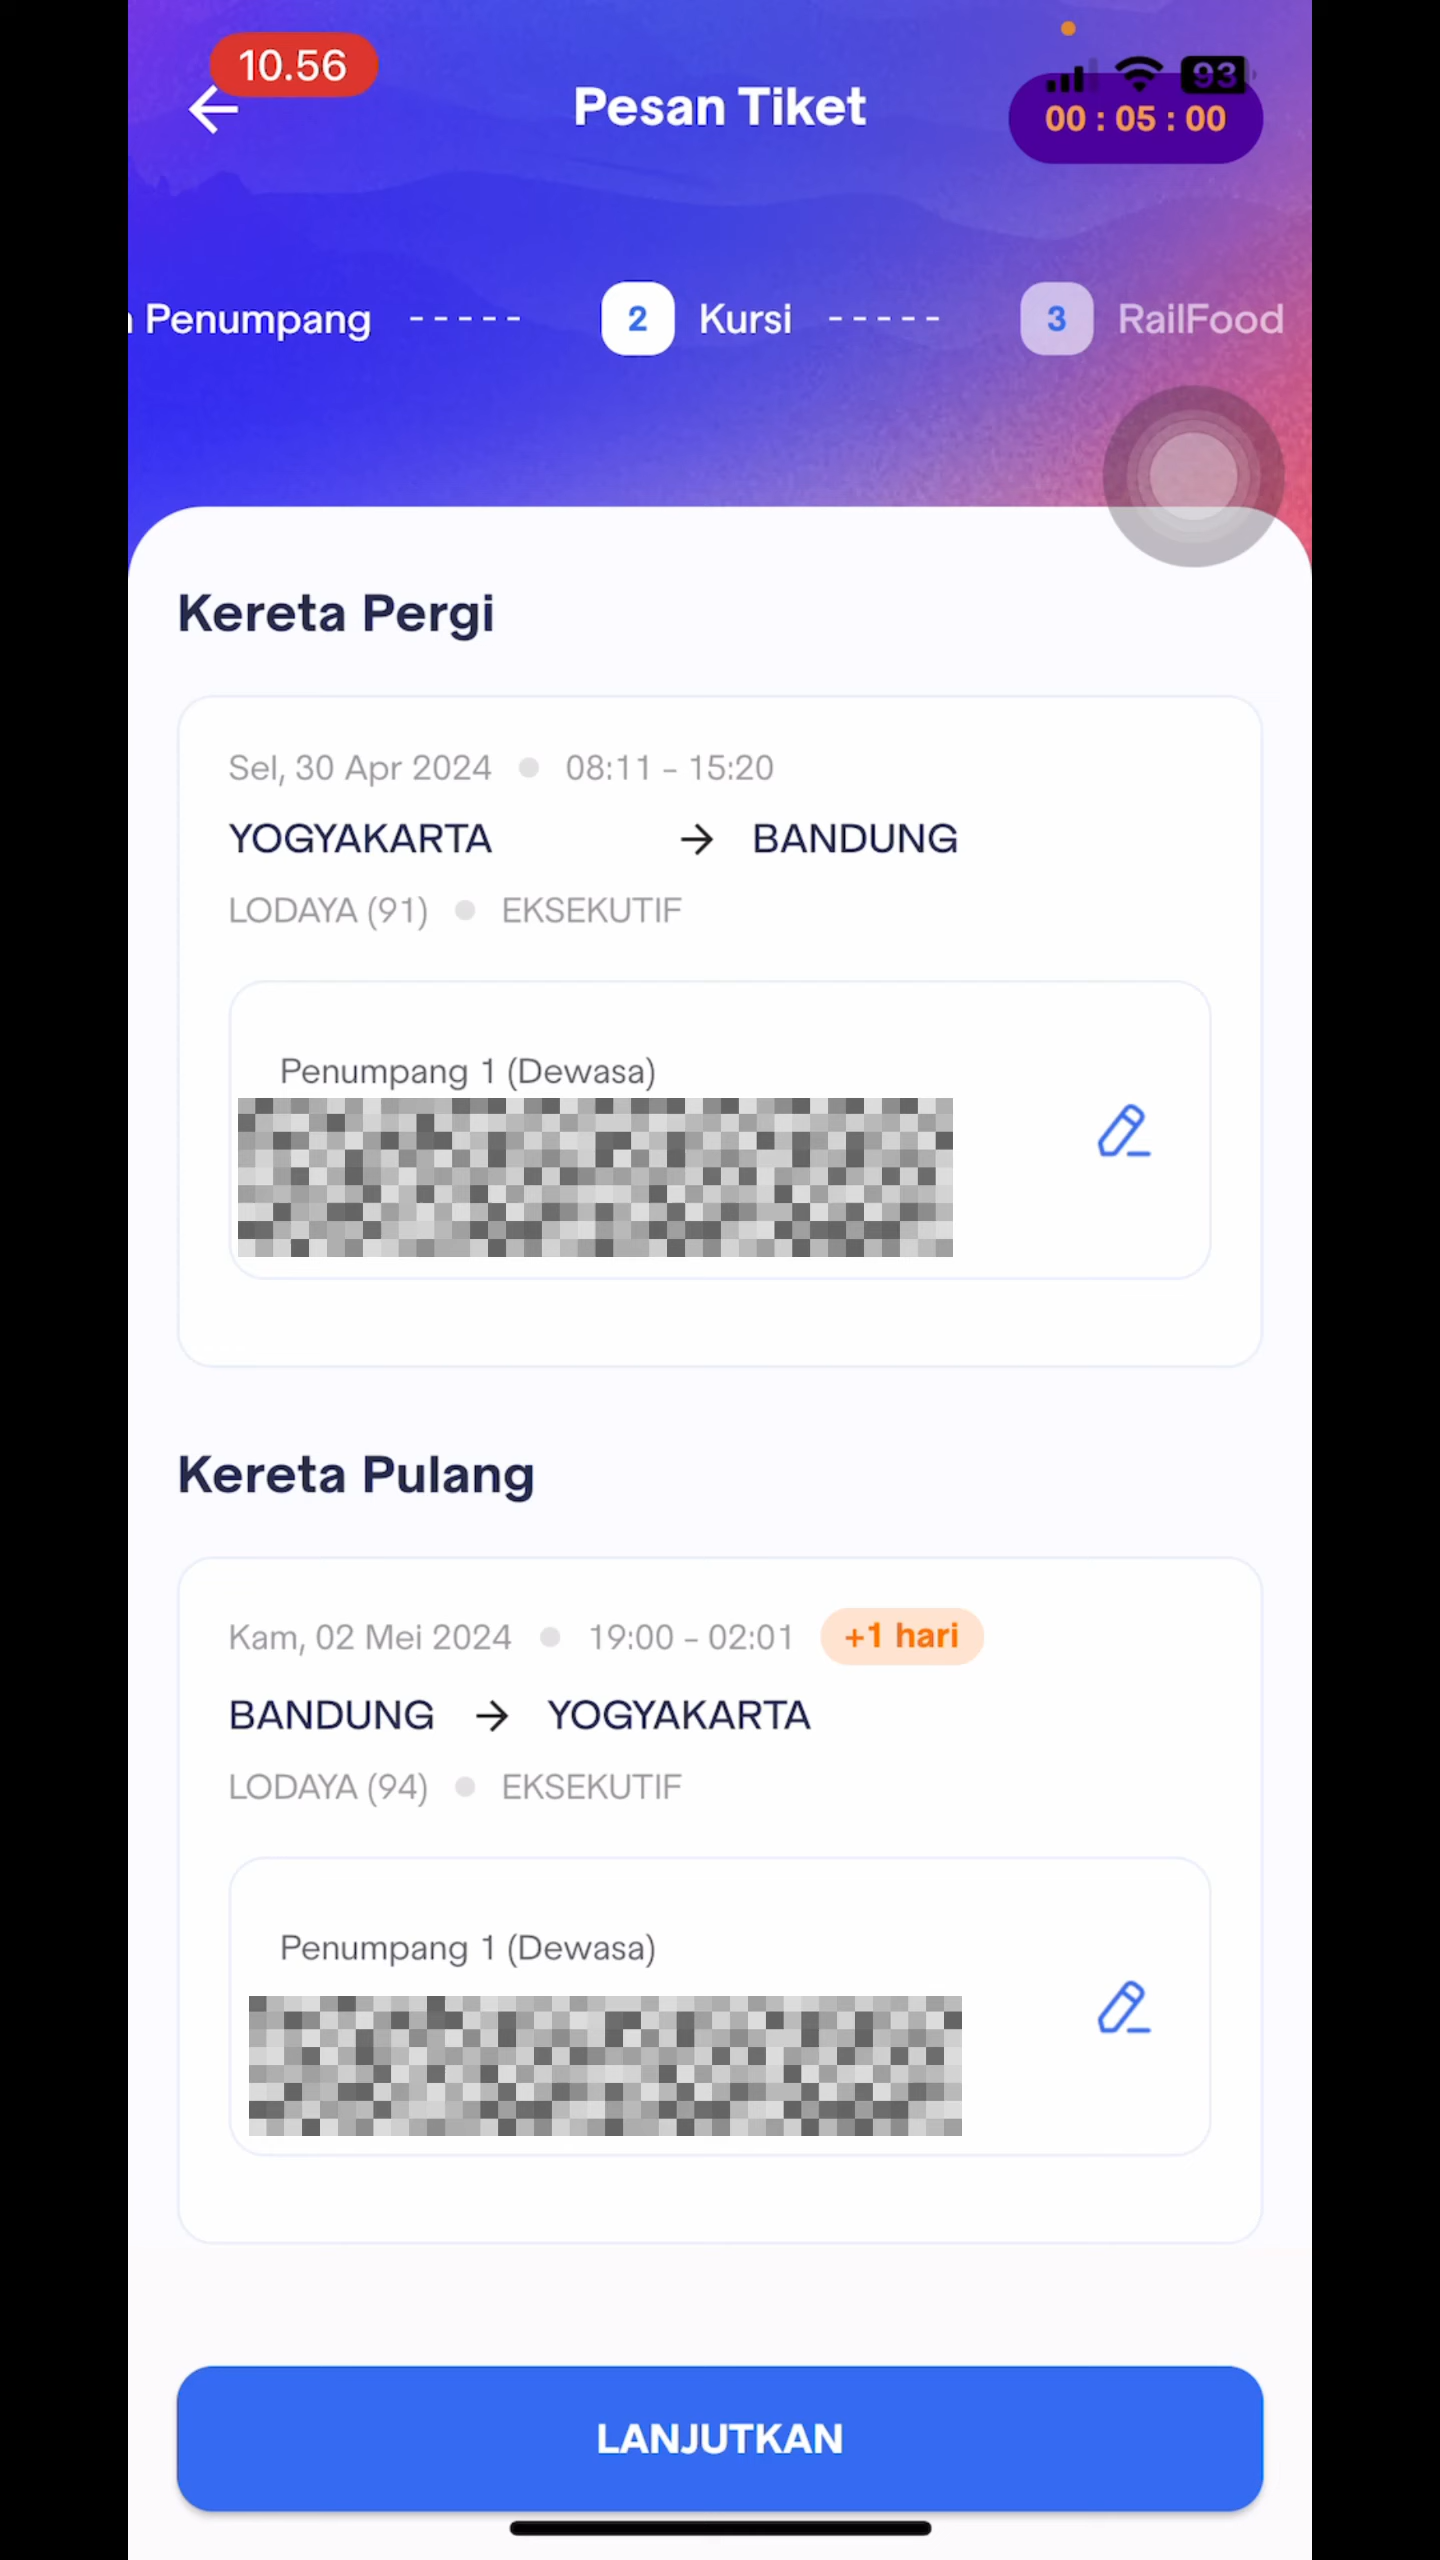 10.56
93
Pesan Tiket
00 : 05 : 00
Penumpang
2 Kursi
3 RailFood
Kereta Pergi
Sel, 30 Apr 2024 08:11 - 15:20
YOGYAKARTA → BANDUNG
LODAYA (91) EKSEKUTIF
Penumpang 1 (Dewasa)
Kereta Pulang
Kam, 02 Mei 2024 19:00 - 02:01 +1 hari
BANDUNG → YOGYAKARTA
LODAYA (94) EKSEKUTIF
Penumpang 1 (Dewasa)
LANJUTKAN